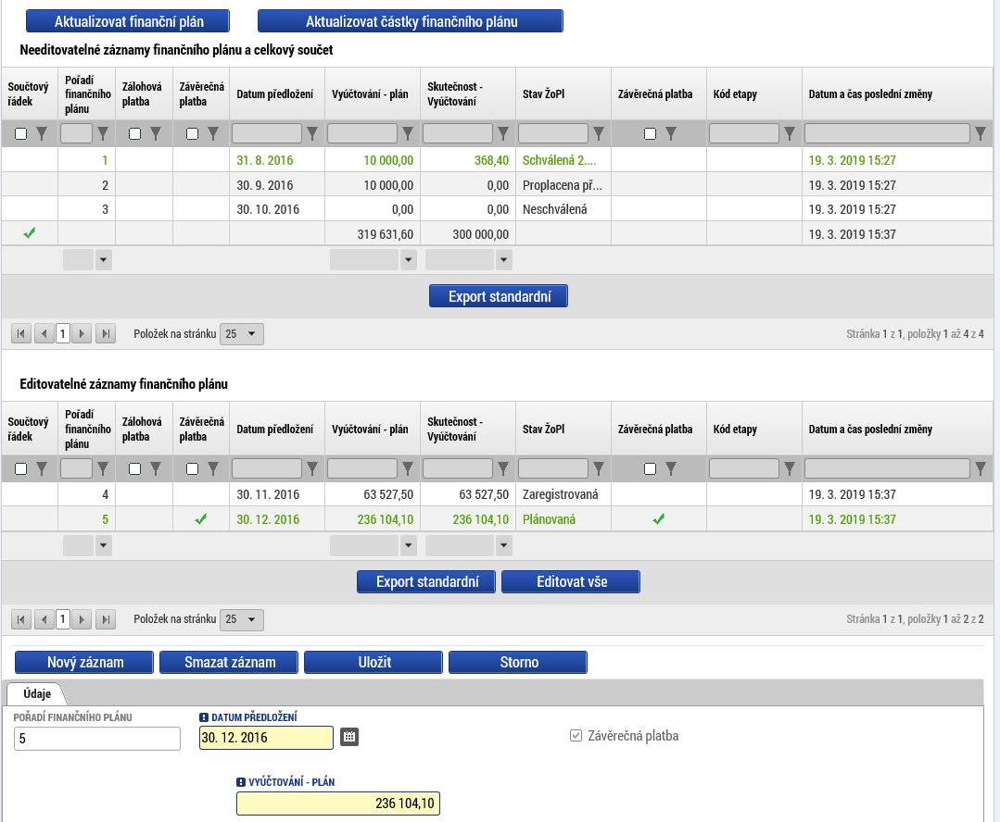 Aktualizovat finanční plán Aktualizovat částky finančního plánu
Needitovatelné záznamy finančního plánu a celkový součet
Součtový řádek Pořadí finančního plánu Zálohová platba Závěrečná platba Datum předložení Vyúčtování - plán Skutečnost - Vyúčtování Stav ŽoPl Závěrečná platba Kód etapy Datum a čas poslední změny
1 31. 8. 2016 10 000,00 368,40 Schválená 2.... 19. 3. 2019 15:27
2 30. 9. 2016 10 000,00 0,00 Proplacena př... 19. 3. 2019 15:27
3 30. 10. 2016 0,00 0,00 Neschválená 19. 3. 2019 15:27
319 631,60 300 000,00 19. 3. 2019 15:37
Export standardní
1 Položek na stránku 25 Stránka 1 z 1, položky 1 až 4 z 4
Editovatelné záznamy finančního plánu
Součtový řádek Pořadí finančního plánu Zálohová platba Závěrečná platba Datum předložení Vyúčtování - plán Skutečnost - Vyúčtování Stav ŽoPl Závěrečná platba Kód etapy Datum a čas poslední změny
4 30. 11. 2016 63 527,50 63 527,50 Zaregistrovaná 19. 3. 2019 15:37
5 30. 12. 2016 236 104,10 236 104,10 Plánovaná 19. 3. 2019 15:37
Export standardní Editovat vše
1 Položek na stránku 25 Stránka 1 z 1, položky 1 až 2 z 2
Nový záznam Smazat záznam Uložit Storno
Údaje
POŘADÍ FINANČNÍHO PLÁNU DATUM PŘEDLOŽENÍ
5 30. 12. 2016 Závěrečná platba
VYÚČTOVÁNÍ - PLÁN
236 104,10